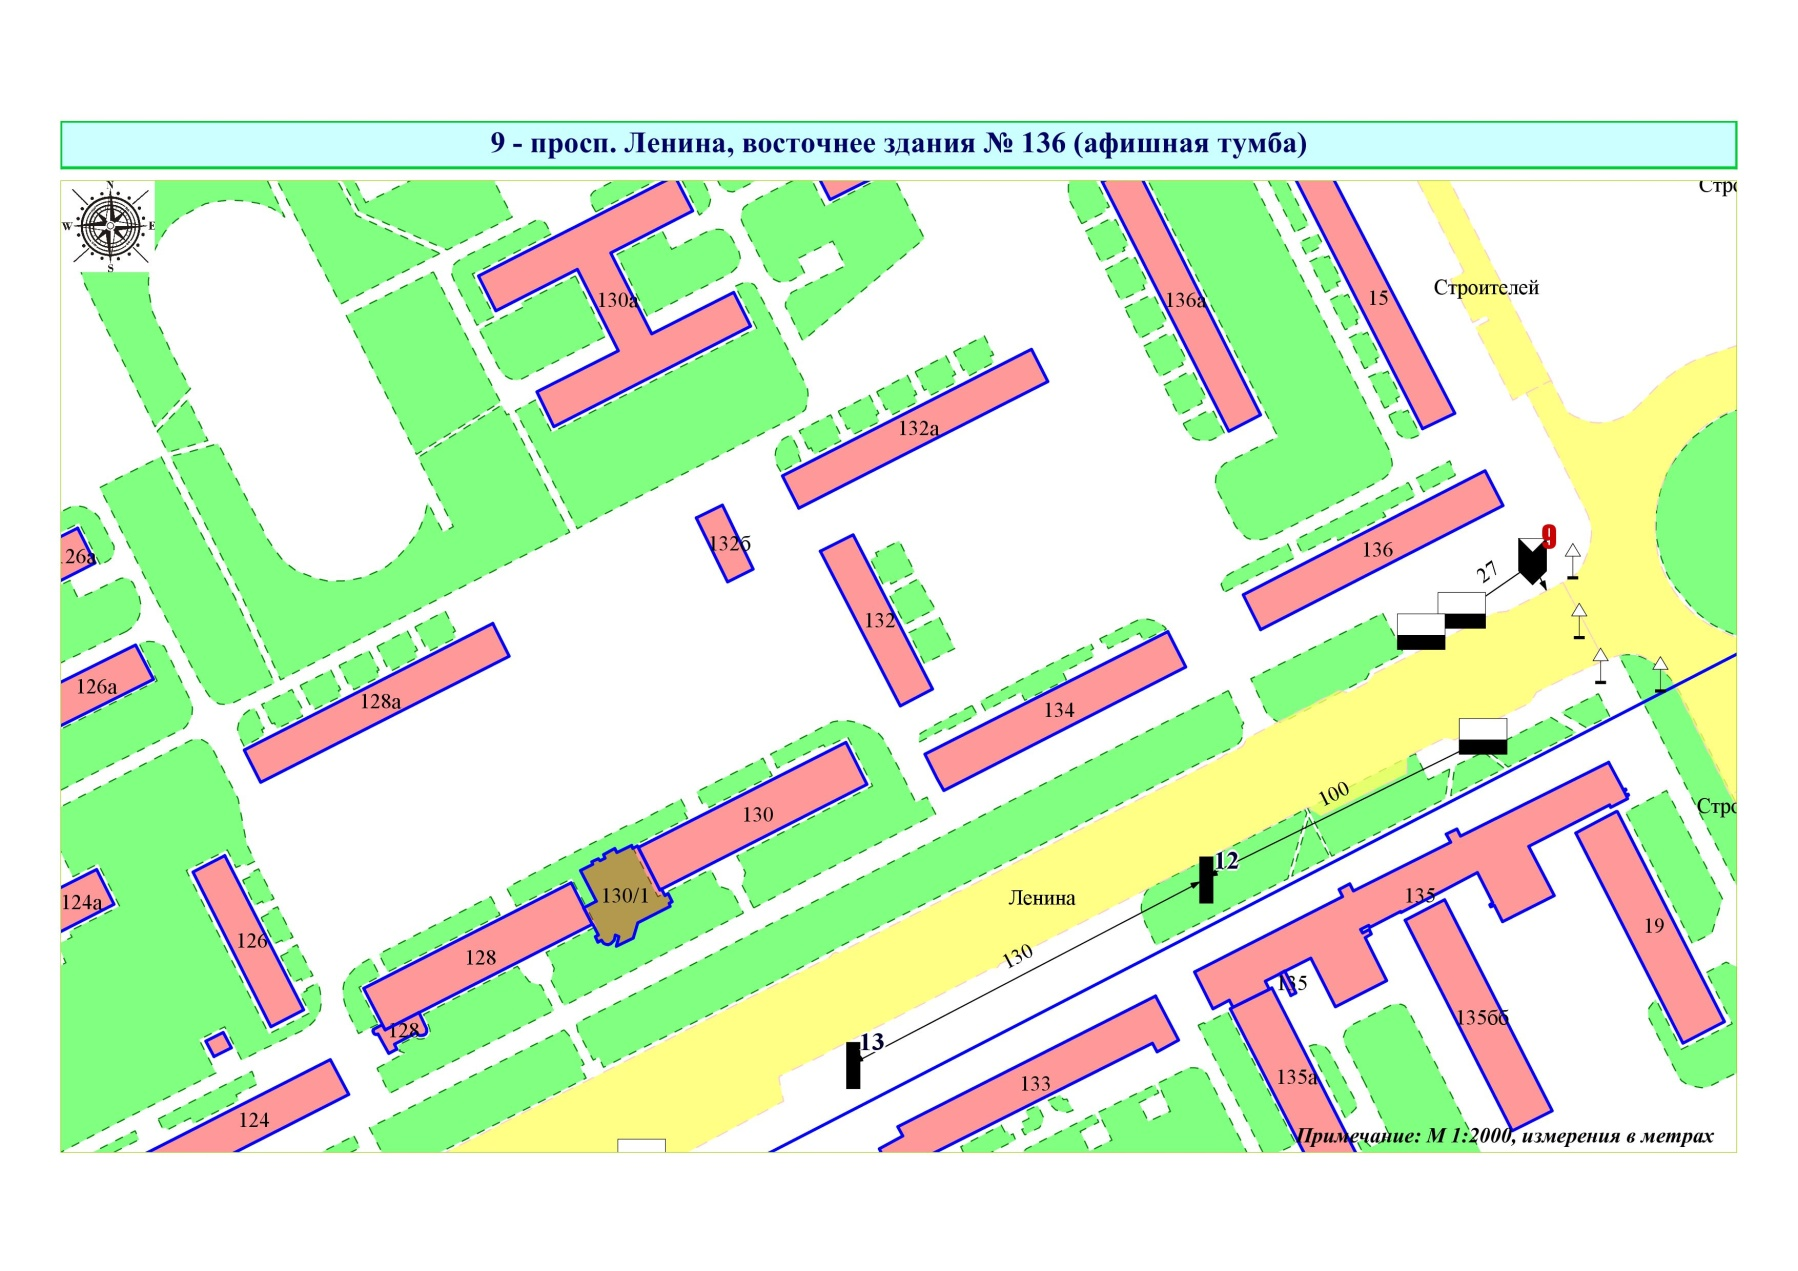 9 - просп. Ленина, восточнее здания № 136 (афишная тумба)
N
W E
S
Строителей
130а
136а
15
132а
132б
136
9
27
126а
132
126а
128а
134
130
100
12
124а
130/1
Ленина
135
126
128
130
19
135
135бб
128
13
133
135а
124
Примечание: М 1:2000, измерения в метрах